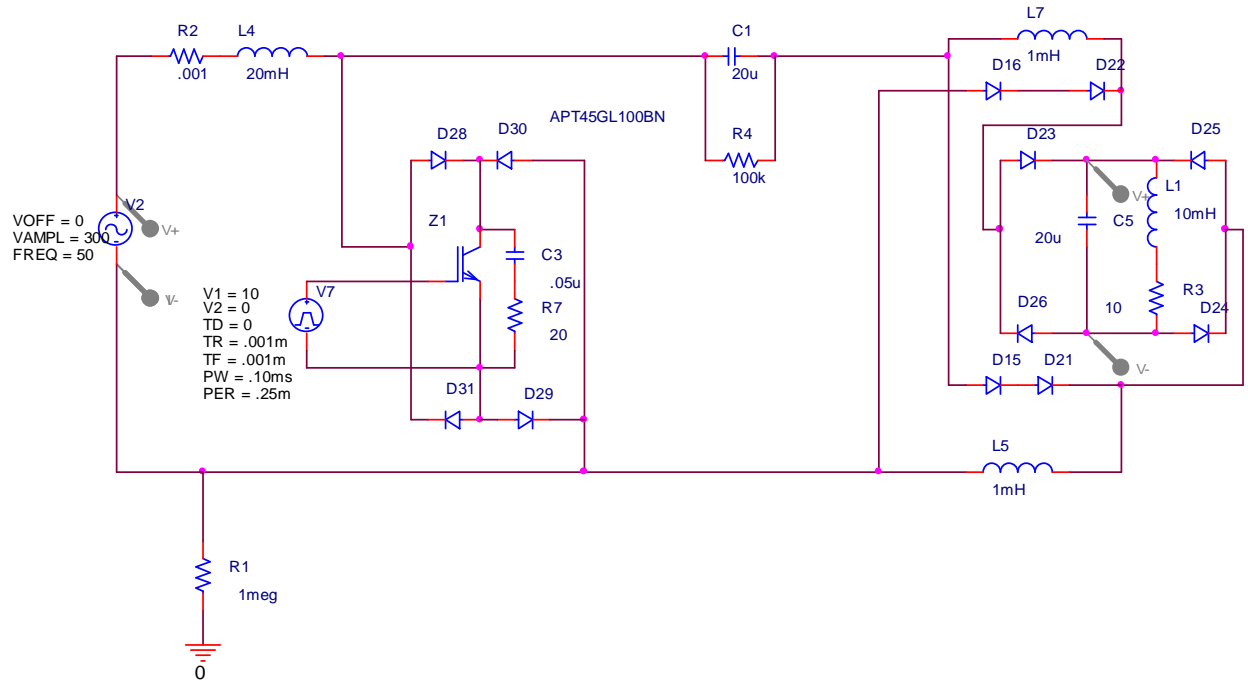 R2
.001
L4
20mH
C1
20u
R4
100k
L7
1mH
D16
D22
APT45GL100BN
D28
D30
D23
D25
V2
V+
VOFF = 0
VAMPL = 300
FREQ = 50
V-
Z1
C3
.05u
V7
R7
20
V1 = 10
V2 = 0
TD = 0
TR = .001m
TF = .001m
PW = .10ms
PER = .25m
V+
L1
10mH
C5
20u
R3
10
D26
D24
D15
D21
V-
D31
D29
L5
1mH
R1
1meg
0